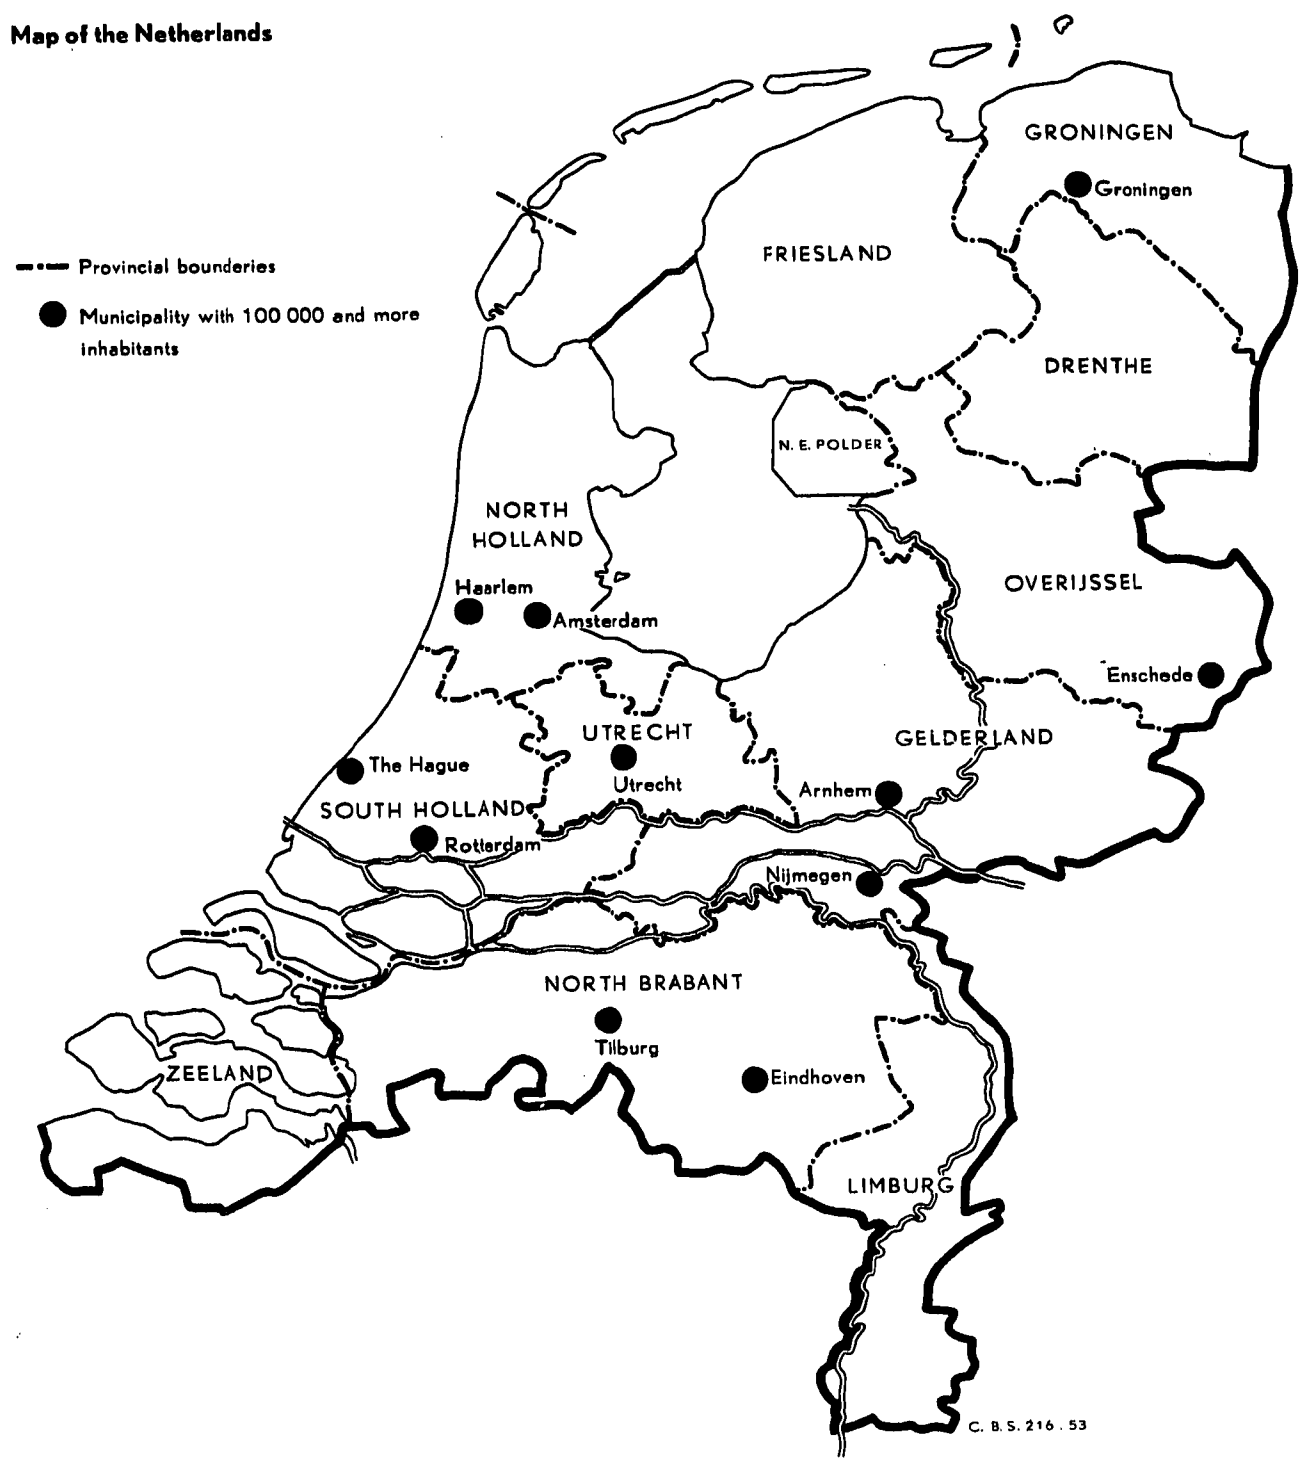 Map of the Netherlands
GRONINGEN
Groningen
FRIESLAND
Provincial bounderies
Municipality with 100 000 and more
inhabitants
DRENTHE
N. E. POLDER
NORTH
HOLLAND
OVERIJSSEL
Haarlem
Amsterdam
Enschede
UTRECHT
GELDERLAND
The Hague
Utrecht
Arnhem
SOUTH HOLLAND
Rotterdam
Nijmegen
NORTH BRABANT
Tilburg
ZEELAND
Eindhoven
LIMBURG
C. B. S. 216 . 53